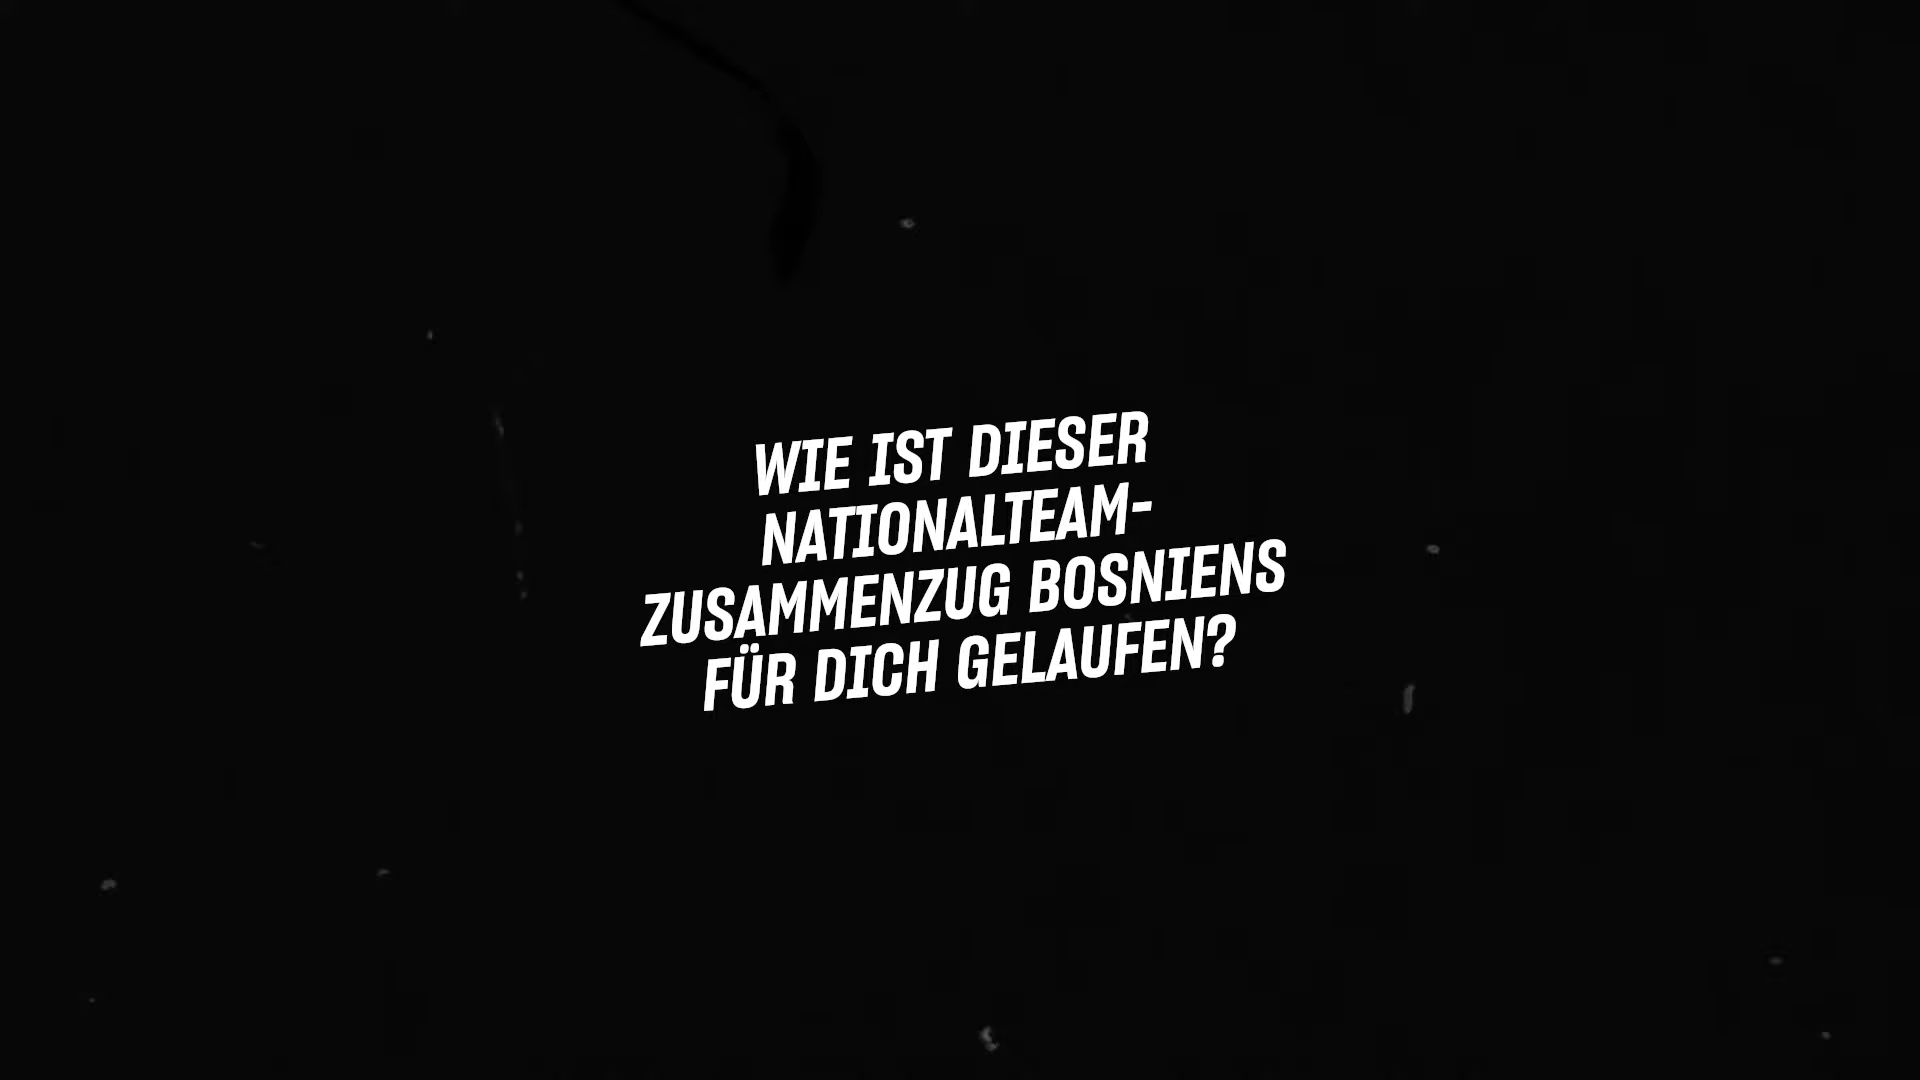 WIE IST DIESER
NATIONALTEAM-
ZUSAMMENZUG BOSNIENS
FÜR DICH GELAUFEN?